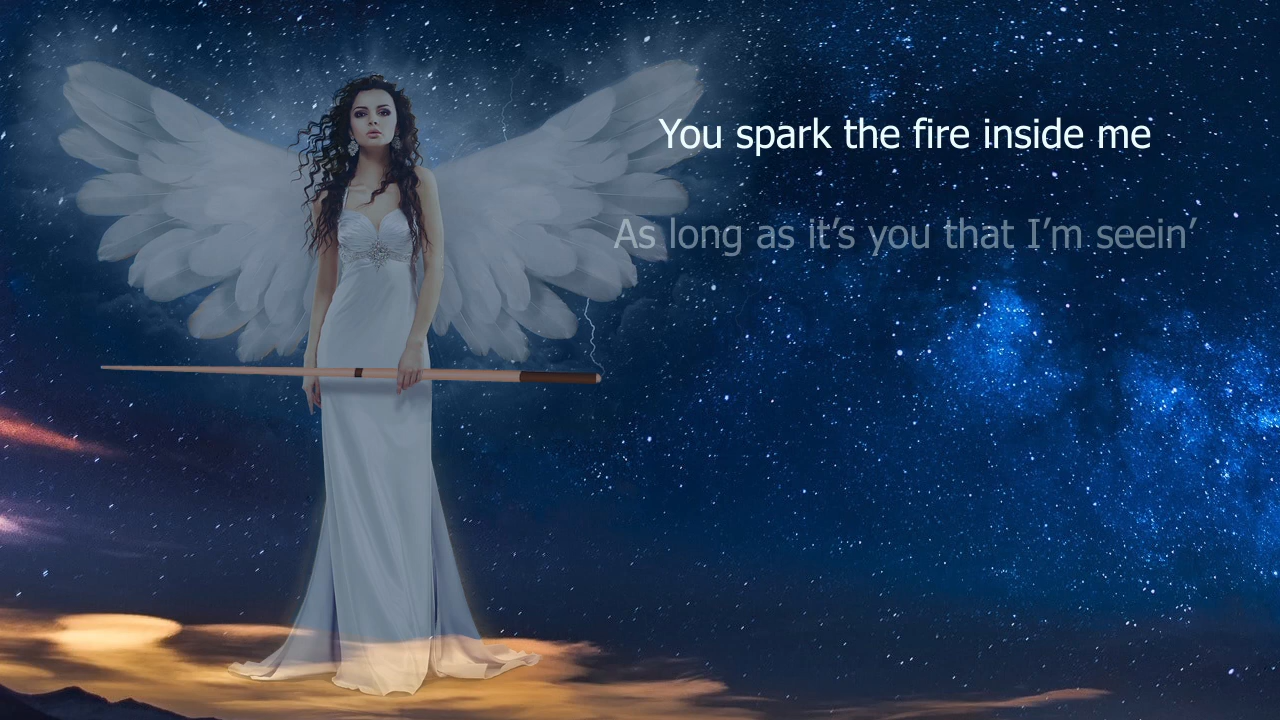 You spark the fire inside me
As long as it’s you that I’m seein’